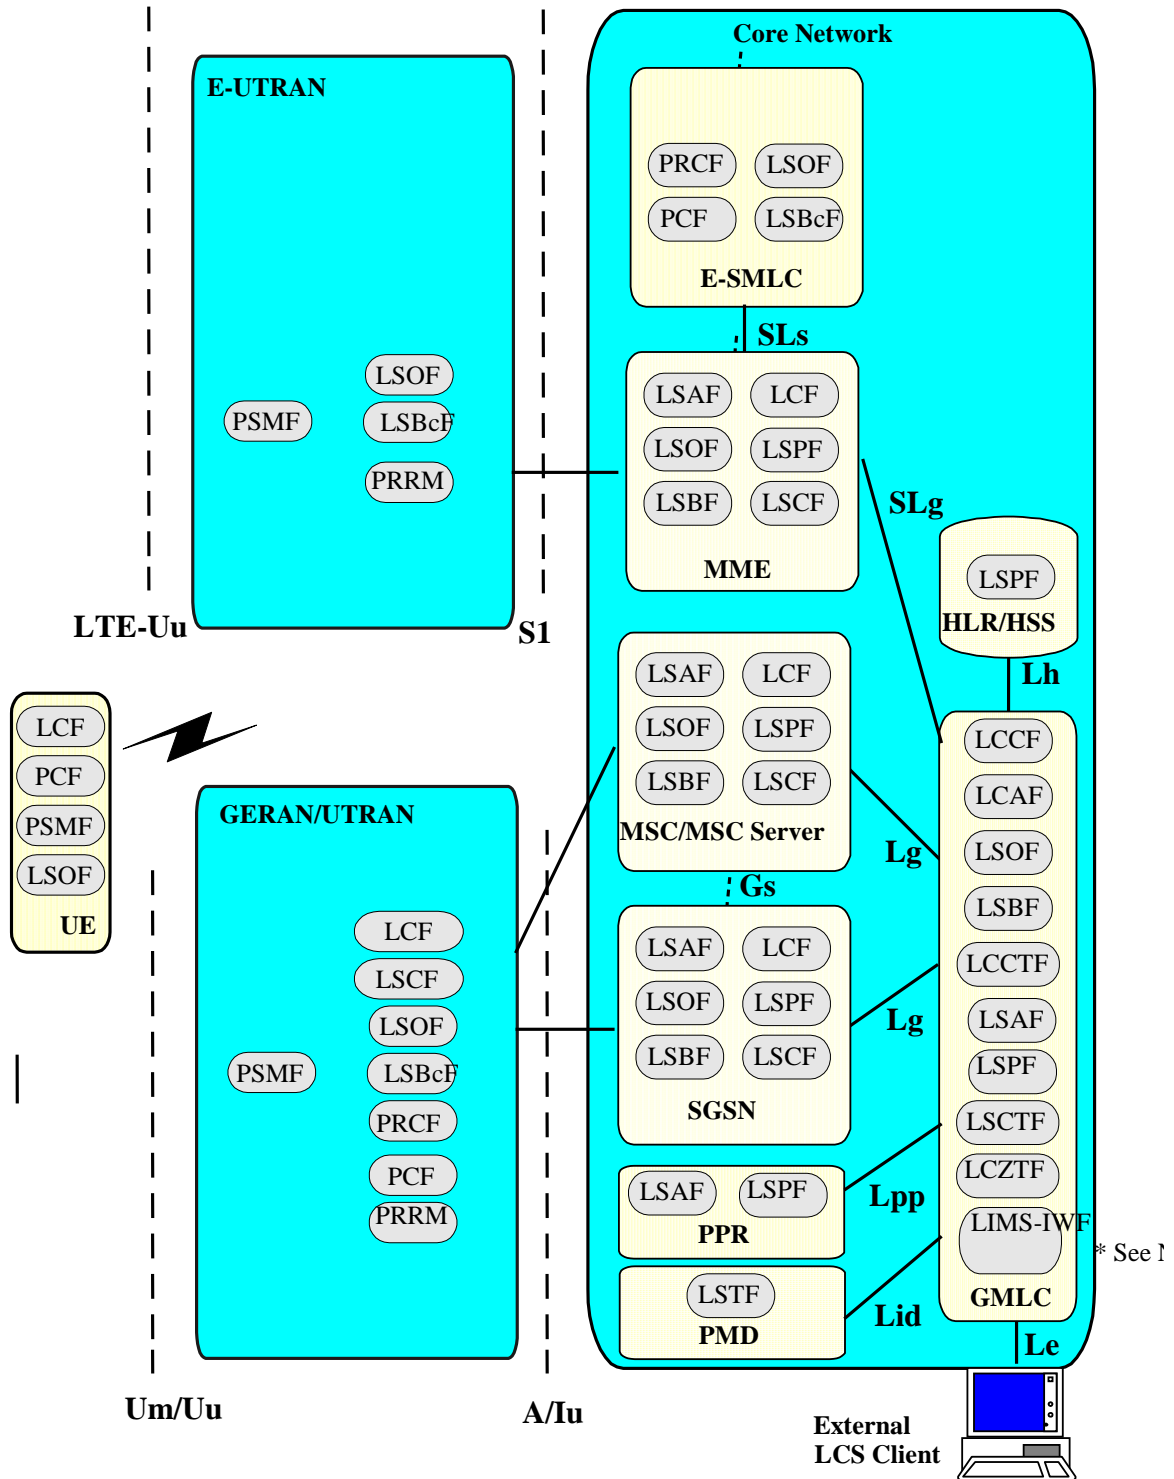 Core Network
E-UTRAN
PRCF
LSOF
PCF
LSBcF
E-SMLC
SLs
LSOF
PSMF
LSBcF
PRRM
LSAF
LCF
LSOF
LSPF
LSBF
LSCF
MME
SLg
LSPF
HLR/HSS
Lh
LTE-Uu
S1
LCF
PCF
PSMF
LSOF
UE
LSAF
LCF
LSOF
LSPF
LSBF
LSCF
MSC/MSC Server
Lg
Gs
GERAN/UTRAN
LCF
LSCF
LSOF
PSMF
LSBcF
PRCF
PCF
PRRM
LSAF
LCF
LSOF
LSPF
LSBF
LSCF
SGSN
Lg
LSAF
LSPF
PPR
Lpp
LSTF
PMD
Lid
LCCF
LCAF
LSOF
LSBF
LCCTF
LSAF
LSPF
LSCTF
LCZTF
LIMS-IWF
* See N
GMLC
Le
Um/Uu
A/Iu
External
LCS Client